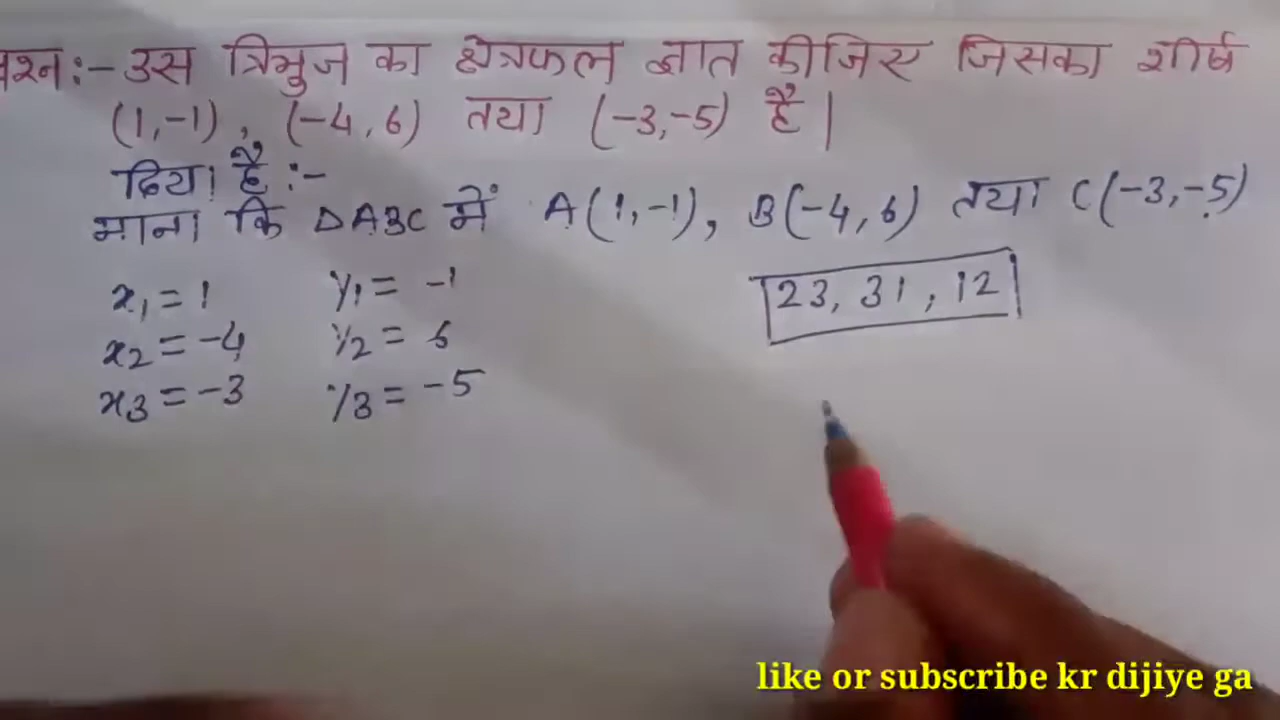 प्रश्न:- उस त्रिभुज का क्षेत्रफल ज्ञात कीजिए जिसका शीर्ष
(1,-1), (-4,6) तथा (-3,-5) है |
दिया है:-
माना कि ΔABC में A(1,-1), B(-4,6) तथा C(-3,-5)
x₁ = 1 y₁ = -1
23, 31, 12
x₂ = -4 y₂ = 6
x₃ = -3 y₃ = -5
like or subscribe kr dijiye ga